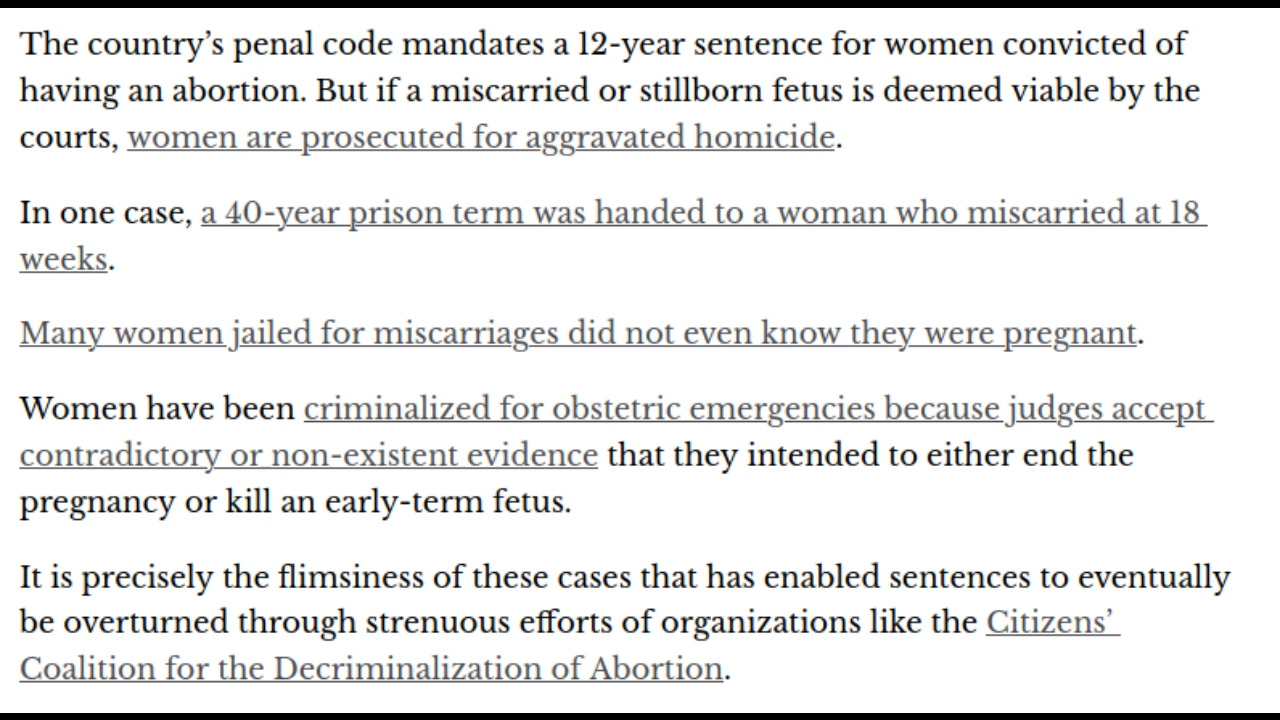 The country’s penal code mandates a 12-year sentence for women convicted of
having an abortion. But if a miscarried or stillborn fetus is deemed viable by the
courts, women are prosecuted for aggravated homicide.
In one case, a 40-year prison term was handed to a woman who miscarried at 18
weeks.
Many women jailed for miscarriages did not even know they were pregnant.
Women have been criminalized for obstetric emergencies because judges accept
contradictory or non-existent evidence that they intended to either end the
pregnancy or kill an early-term fetus.
It is precisely the flimsiness of these cases that has enabled sentences to eventually
be overturned through strenuous efforts of organizations like the Citizens’
Coalition for the Decriminalization of Abortion.